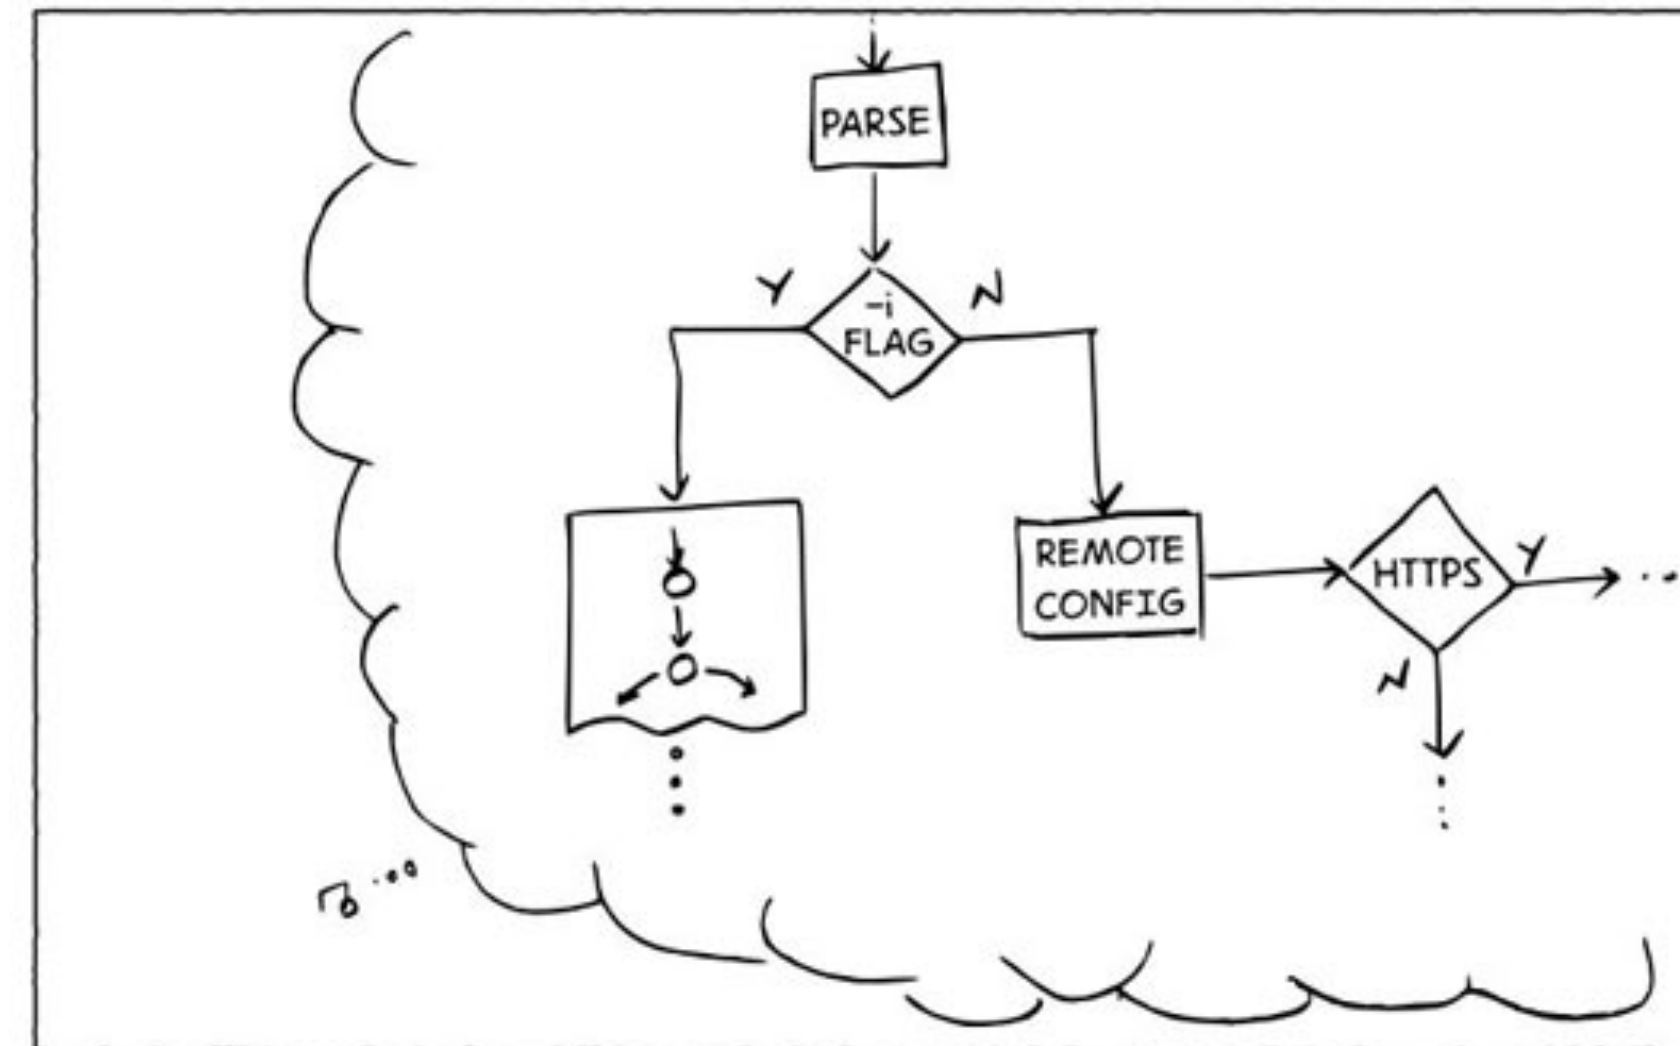 PARSE
Y
N
-i
FLAG
REMOTE
CONFIG
HTTPS
Y
N